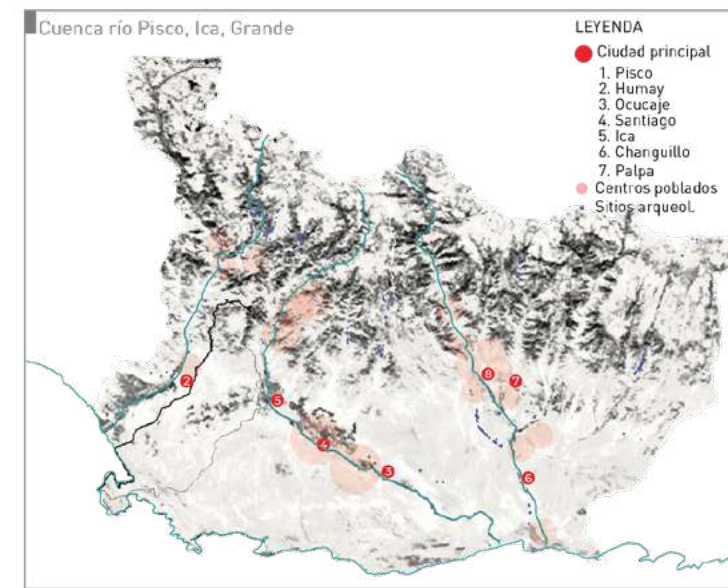 Cuenca río Pisco, Ica, Grande
LEYENDA
Ciudad principal
1. Pisco
2. Humay
3. Ocucaje
4. Santiago
5. Ica
6. Changuillo
7. Palpa
Centros poblados
Sitios arqueol.
2
5
4
3
8
7
6